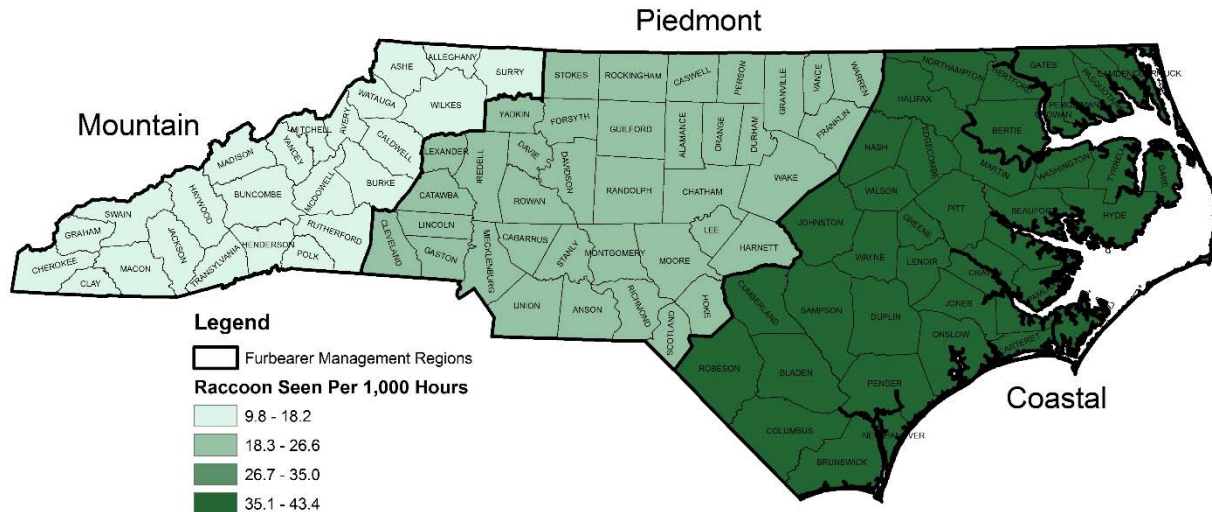 Piedmont
Mountain
Coastal
ALLEGHANY
ASHE
SURRY
WATAUGA
WILKES
MITCHELL
AVERY
YANCEY
CALDWELL
MADISON
BURKE
MCDOWELL
BUNCOMBE
HAYWOOD
SWAIN
GRAHAM
JACKSON
RUTHERFORD
HENDERSON
POLK
TRANSYLVANIA
CHEROKEE
MACON
CLAY
STOKES
ROCKINGHAM
CASWELL
PERSON
GRANVILLE
VANCE
WARREN
YADKIN
FORSYTH
GUILFORD
ALAMANCE
ORANGE
DURHAM
FRANKLIN
IREDELL
DAVIE
DAVIDSON
RANDOLPH
CHATHAM
WAKE
CATAWBA
ROWAN
LINCOLN
CLEVELAND
GASTON
MECKLENBURG
CABARRUS
STANLY
MONTGOMERY
MOORE
LEE
HARNETT
UNION
ANSON
RICHMOND
SCOTLAND
HOKE
NORTHAMPTON
HERTFORD
GATES
HALIFAX
BERTIE
NASH
EDGECOMBE
MARTIN
WASHINGTON
TYRRELL
DARE
WILSON
PITT
BEAUFORT
HYDE
JOHNSTON
GREENE
WAYNE
LENOIR
JONES
CUMBERLAND
SAMPSON
DUPLIN
ONSLOW
ROBESON
BLADEN
PENDER
COLUMBUS
BRUNSWICK
Legend
Furbearer Management Regions
Raccoon Seen Per 1,000 Hours
9.8 - 18.2
18.3 - 26.6
26.7 - 35.0
35.1 - 43.4